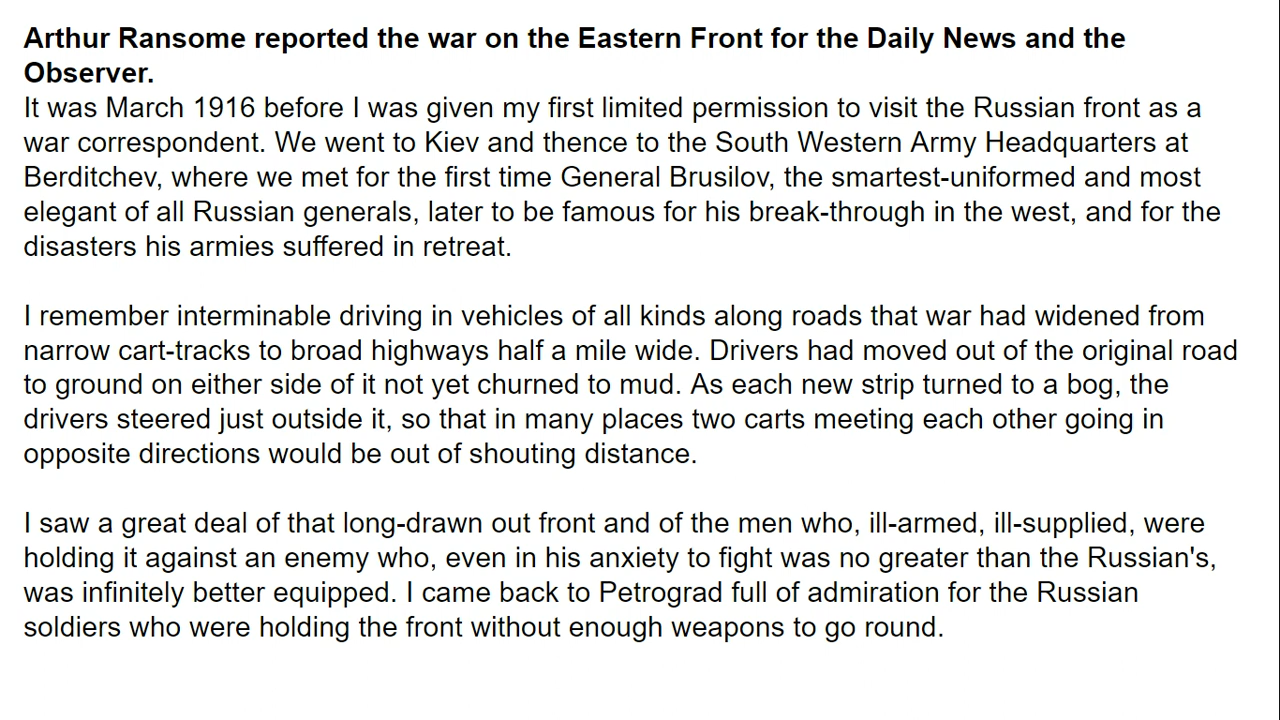 Arthur Ransome reported the war on the Eastern Front for the Daily News and the
Observer.
It was March 1916 before I was given my first limited permission to visit the Russian front as a
war correspondent. We went to Kiev and thence to the South Western Army Headquarters at
Berditchev, where we met for the first time General Brusilov, the smartest-uniformed and most
elegant of all Russian generals, later to be famous for his break-through in the west, and for the
disasters his armies suffered in retreat.
I remember interminable driving in vehicles of all kinds along roads that war had widened from
narrow cart-tracks to broad highways half a mile wide. Drivers had moved out of the original road
to ground on either side of it not yet churned to mud. As each new strip turned to a bog, the
drivers steered just outside it, so that in many places two carts meeting each other going in
opposite directions would be out of shouting distance.
I saw a great deal of that long-drawn out front and of the men who, ill-armed, ill-supplied, were
holding it against an enemy who, even in his anxiety to fight was no greater than the Russian's,
was infinitely better equipped. I came back to Petrograd full of admiration for the Russian
soldiers who were holding the front without enough weapons to go round.